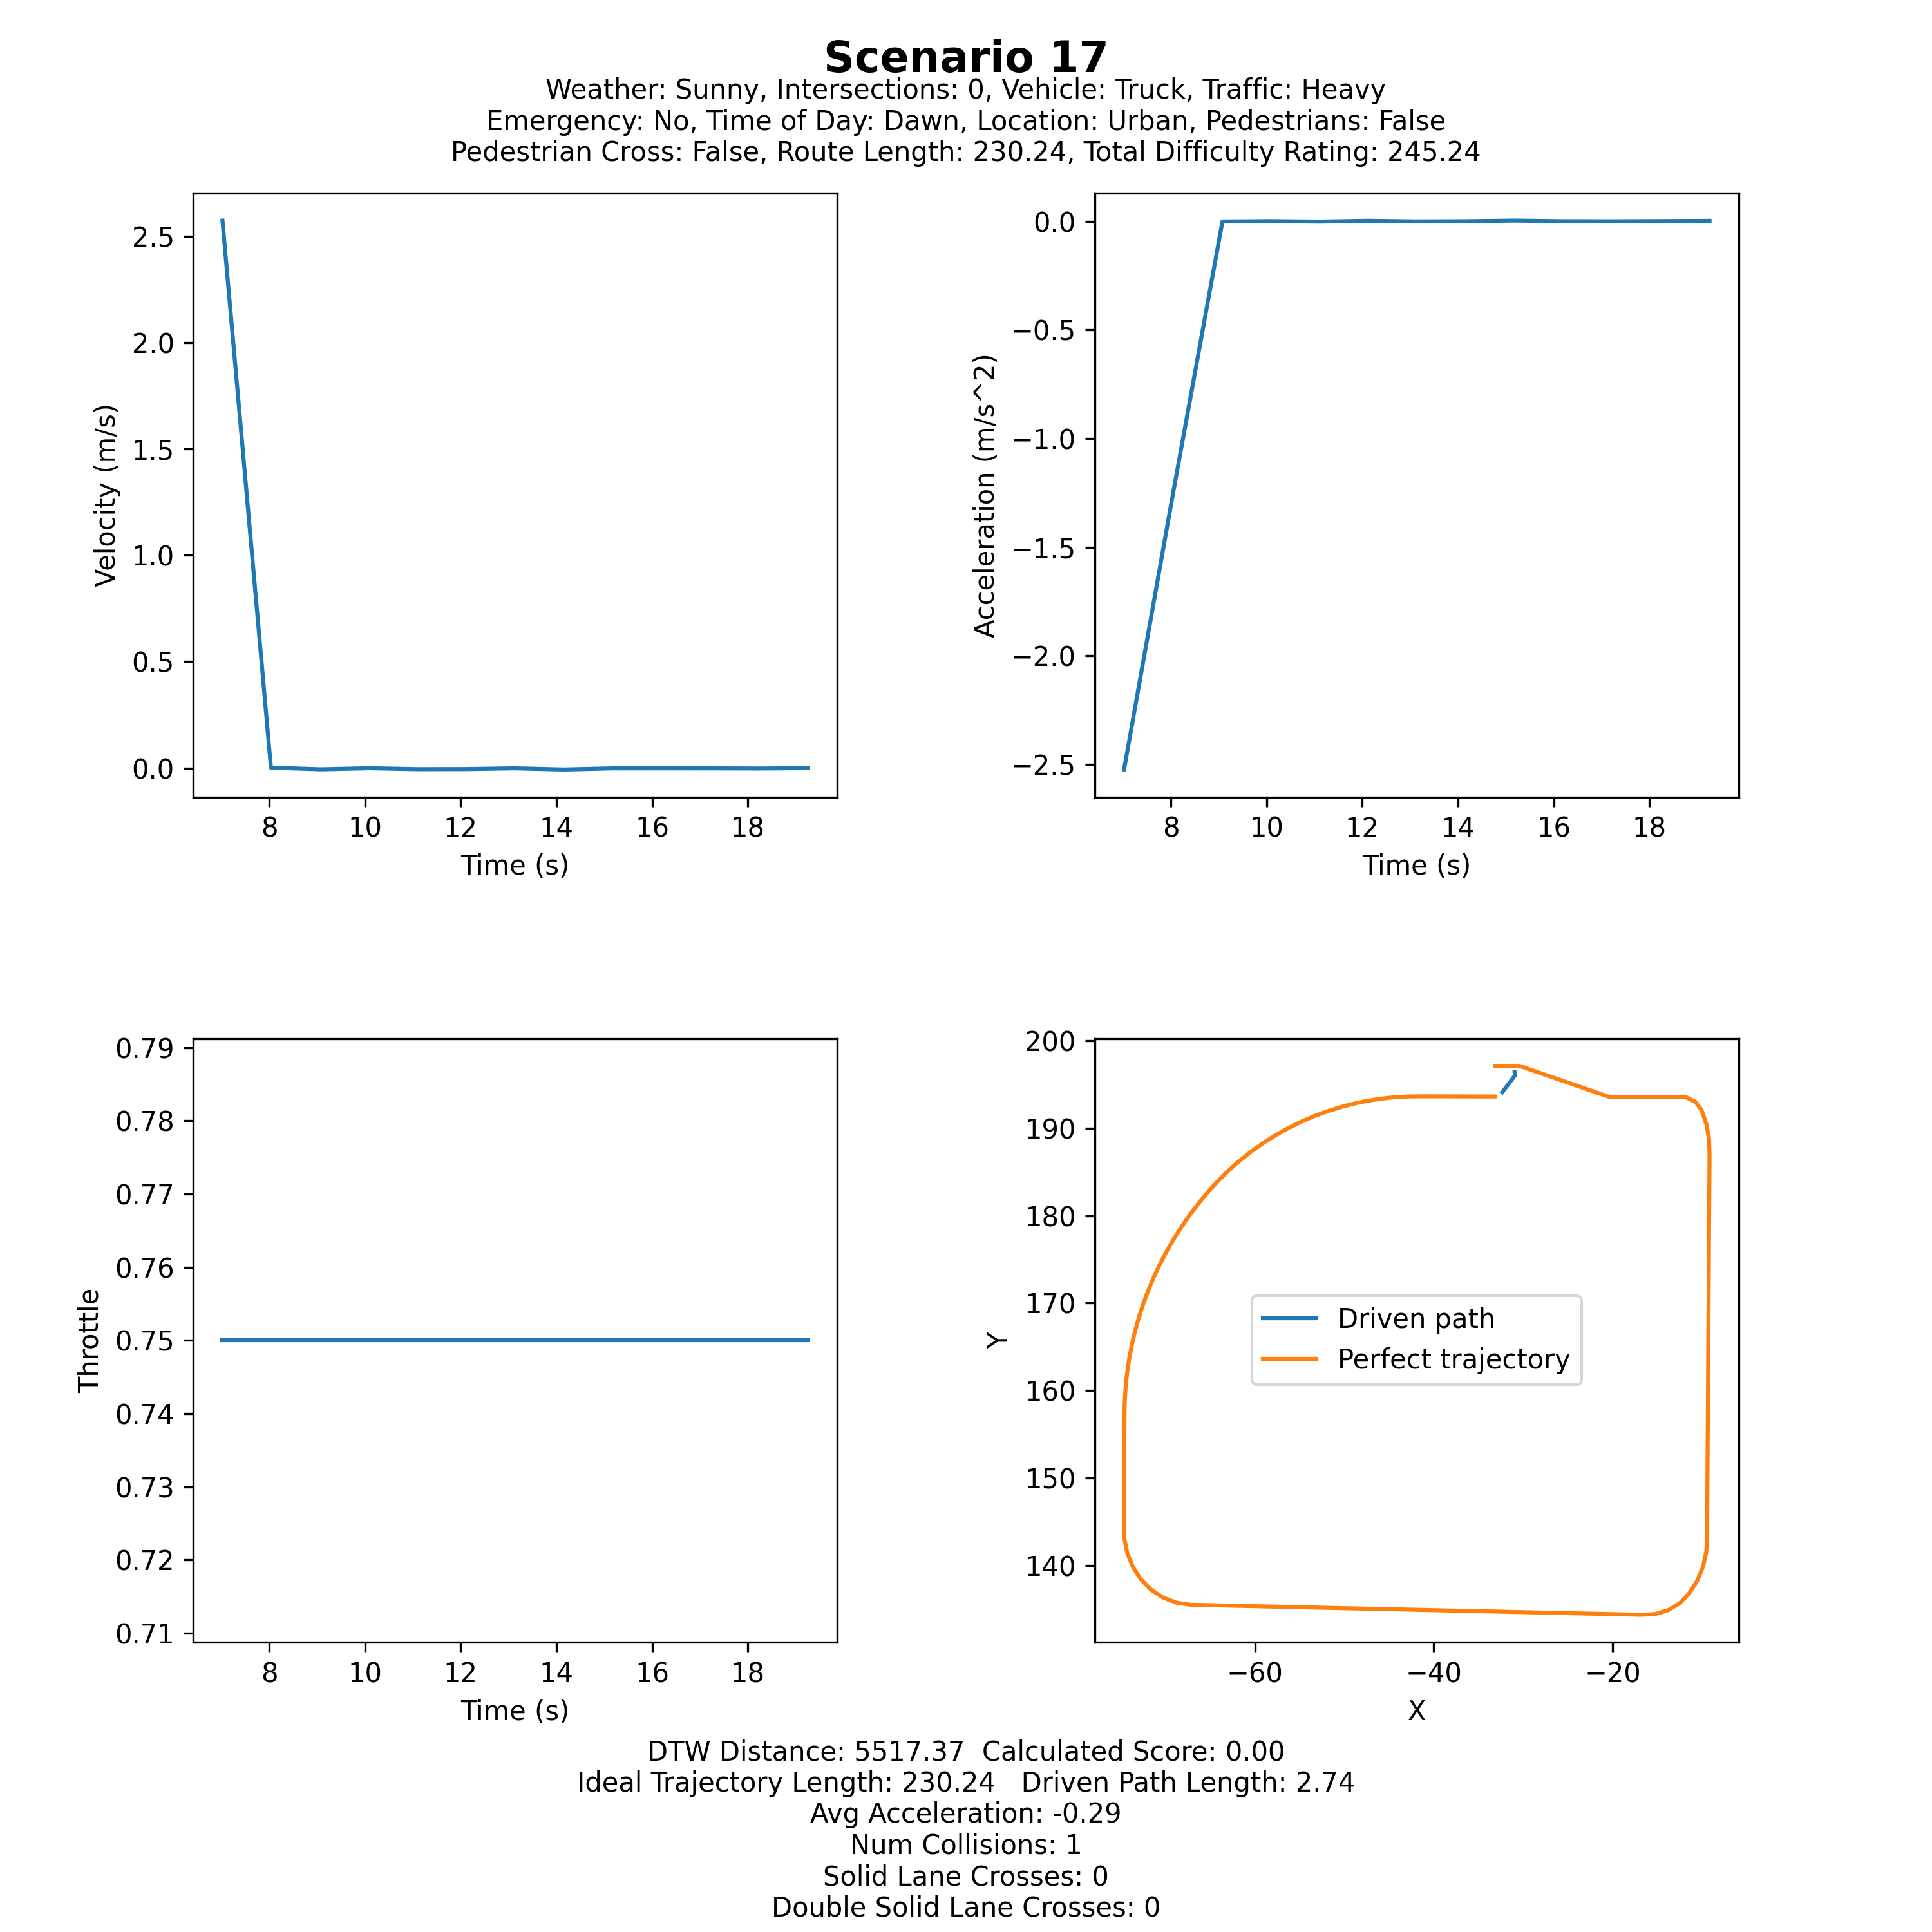 Scenario 17
Weather: Sunny, Intersections: 0, Vehicle: Truck, Traffic: Heavy
Emergency: No, Time of Day: Dawn, Location: Urban, Pedestrians: False
Pedestrian Cross: False, Route Length: 230.24, Total Difficulty Rating: 245.24
Velocity (m/s)
2.5
2.0
1.5
1.0
0.5
0.0
8 10 12 14 16 18
Time (s)
Acceleration (m/s^2)
0.0
−0.5
−1.0
−1.5
−2.0
−2.5
8 10 12 14 16 18
Time (s)
Throttle
0.79
0.78
0.77
0.76
0.75
0.74
0.73
0.72
0.71
8 10 12 14 16 18
Time (s)
Y
200
190
180
170
160
150
140
Driven path
Perfect trajectory
−60 −40 −20
X
DTW Distance: 5517.37 Calculated Score: 0.00
Ideal Trajectory Length: 230.24 Driven Path Length: 2.74
Avg Acceleration: -0.29
Num Collisions: 1
Solid Lane Crosses: 0
Double Solid Lane Crosses: 0